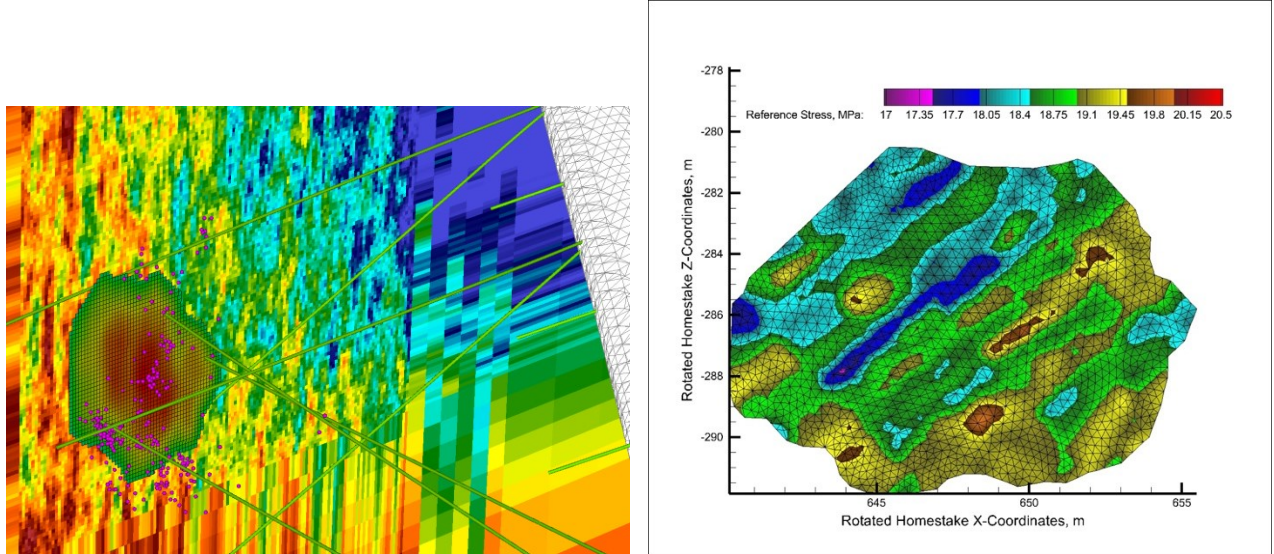 -278
Reference Stress, MPa:
17 17.35 17.7 18.05 18.4 18.75 19.1 19.45 19.8 20.15 20.5
-280
-282
-284
-286
-288
-290
Rotated Homestake Z-Coordinates, m
645 650 655
Rotated Homestake X-Coordinates, m